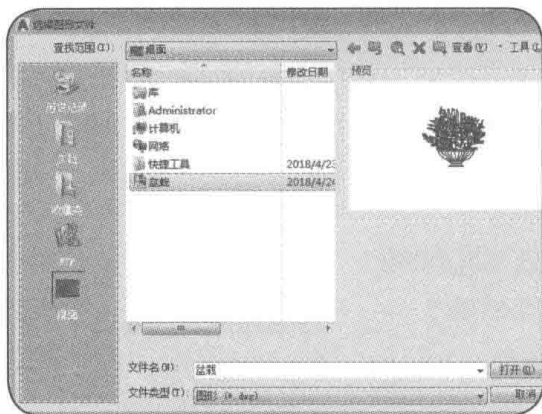 选择图形文件
查找范围(I): 桌面 查看(V) 工具(L
名称 修改日期 预览
库
Administrator
计算机
网络
快捷工具 2018/4/23
盆栽 2018/4/24
历史记录
文档
收藏夹
FTP
桌面
文件名(N): 盆栽 打开(O)
文件类型(T): 图形 (*.dwg) 取消